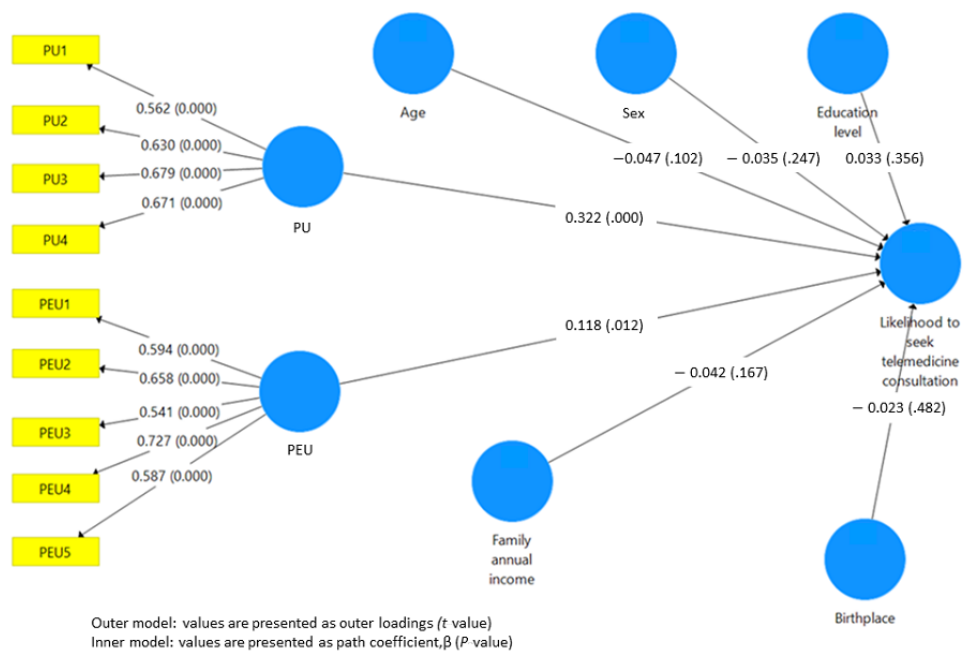 PU1
PU2
PU3
PU4
PEU1
PEU2
PEU3
PEU4
PEU5
0.562 (0.000)
0.630 (0.000)
0.679 (0.000)
0.671 (0.000)
0.594 (0.000)
0.658 (0.000)
0.541 (0.000)
0.727 (0.000)
0.587 (0.000)
PU
PEU
Age
Sex
Education
level
−0.047 (.102)
− 0.035 (.247)
0.033 (.356)
0.322 (.000)
0.118 (.012)
− 0.042 (.167)
− 0.023 (.482)
Likelihood to
seek
telemedicine
consultation
Family
annual
income
Birthplace
Outer model: values are presented as outer loadings (t value)
Inner model: values are presented as path coefficient,β (P value)